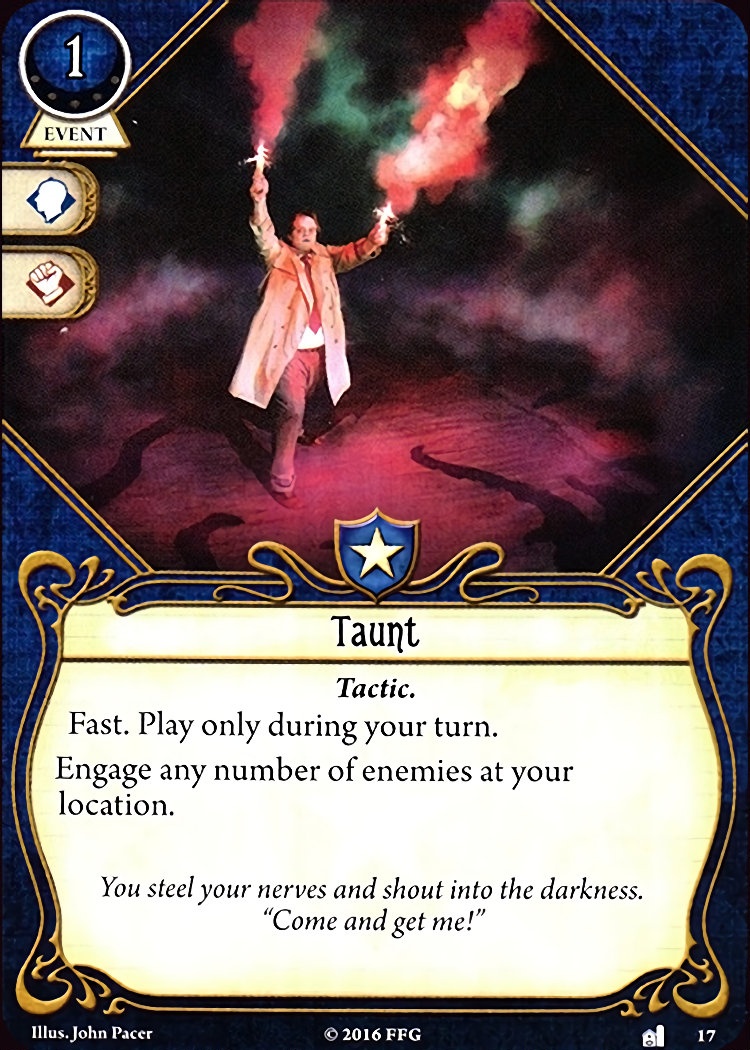 1
EVENT
Taunt
Tactic.
Fast. Play only during your turn.
Engage any number of enemies at your
location.
You steel your nerves and shout into the darkness.
“Come and get me!”
Illus. John Pacer
© 2016 FFG
17